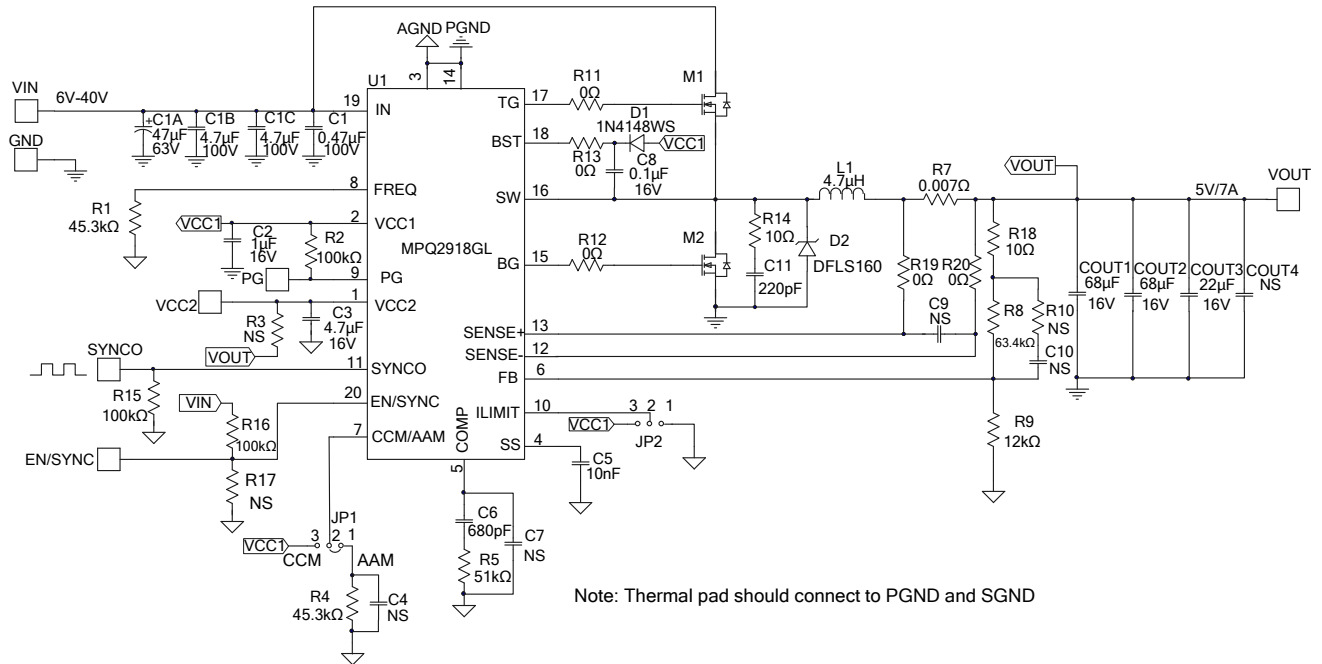 AGND PGND
U1
3
14
VIN
6V-40V
19
IN
+C1A
47µF
63V
C1B
4.7µF
100V
C1C
4.7µF
100V
C1
0.47µF
100V
GND
R1
45.3kΩ
8
FREQ
VCC1
2
VCC1
C2
1µF
16V
R2
100kΩ
PG
9
PG
VCC2
1
VCC2
R3
NS
C3
4.7µF
16V
VOUT
SYNCO
11
SYNCO
R15
100kΩ
VIN
20
EN/SYNC
R16
100kΩ
7
CCM/AAM
EN/SYNC
R17
NS
MPQ2918GL
TG
17
R11
0Ω
M1
BST
18
R13
0Ω
D1
1N4148WS
VCC1
C8
0.1µF
16V
SW
16
L1
4.7µH
R7
0.007Ω
VOUT
5V/7A
VOUT
BG
15
R12
0Ω
M2
R14
10Ω
C11
220pF
D2
DFLS160
R19
0Ω
R20
0Ω
R18
10Ω
C9
NS
R8
63.4kΩ
R10
NS
C10
NS
COUT1
68µF
16V
COUT2
68µF
16V
COUT3
22µF
16V
COUT4
NS
SENSE+
13
SENSE-
12
FB
6
R9
12kΩ
ILIMIT
10
VCC1
3 2 1
JP2
SS
4
C5
10nF
COMP
5
C6
680pF
R5
51kΩ
C7
NS
JP1
VCC1
3 2 1
CCM AAM
R4
45.3kΩ
C4
NS
Note: Thermal pad should connect to PGND and SGND